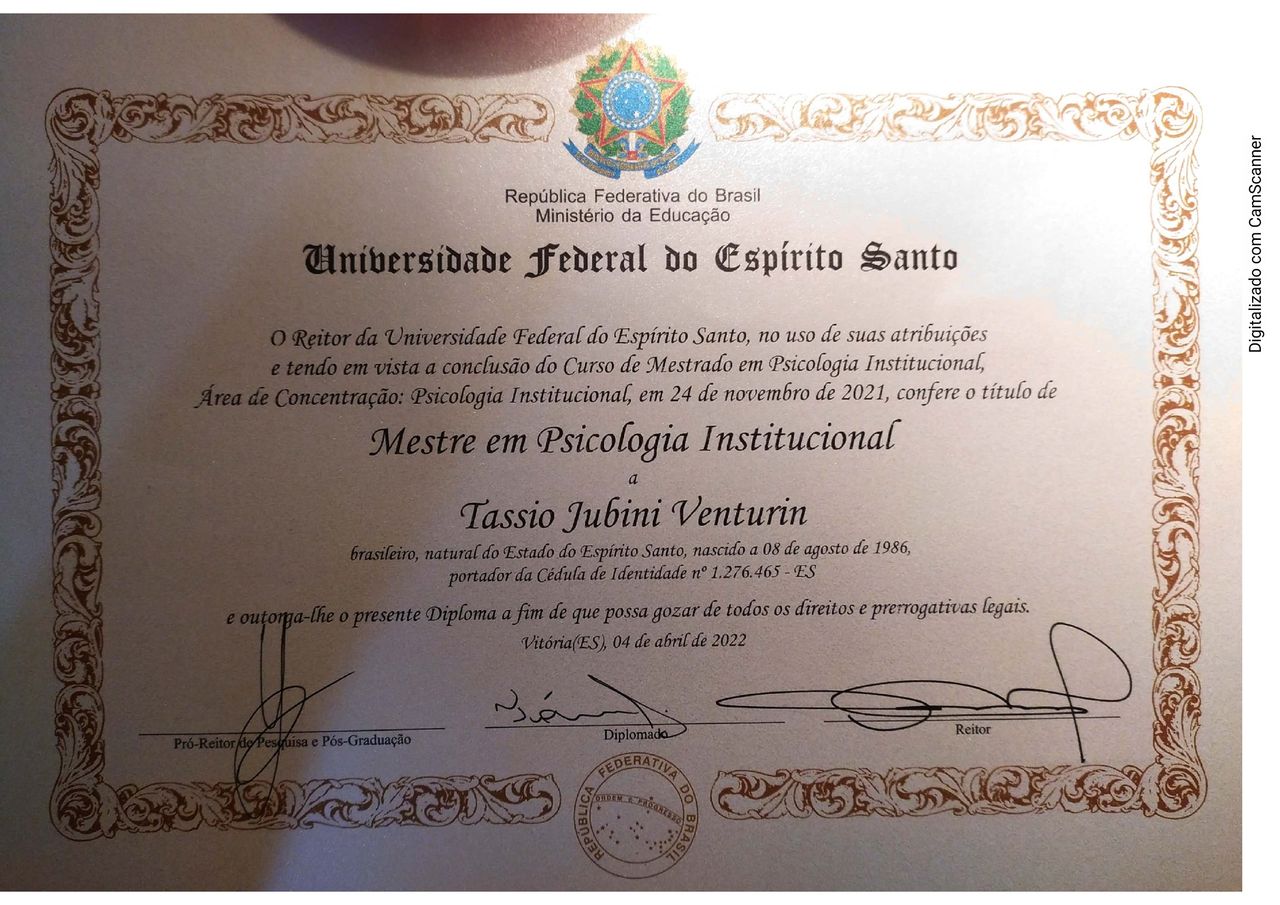 República Federativa do Brasil
Ministério da Educação
Universidade Federal do Espírito Santo
O Reitor da Universidade Federal do Espírito Santo, no uso de suas atribuições
e tendo em vista a conclusão do Curso de Mestrado em Psicologia Institucional,
Área de Concentração: Psicologia Institucional, em 24 de novembro de 2021, confere o título de
Mestre em Psicologia Institucional
a
Tassio Jubini Venturin
brasileiro, natural do Estado do Espírito Santo, nascido a 08 de agosto de 1986,
portador da Cédula de Identidade nº 1.276.465 - ES
e outorga-lhe o presente Diploma a fim de que possa gozar de todos os direitos e prerrogativas legais.
Vitória(ES), 04 de abril de 2022
Pró-Reitor de Pesquisa e Pós-Graduação
Diplomado
Reitor
REPÚBLICA FEDERATIVA DO BRASIL
ORDEM E PROGRESSO
Digitalizado com CamScanner